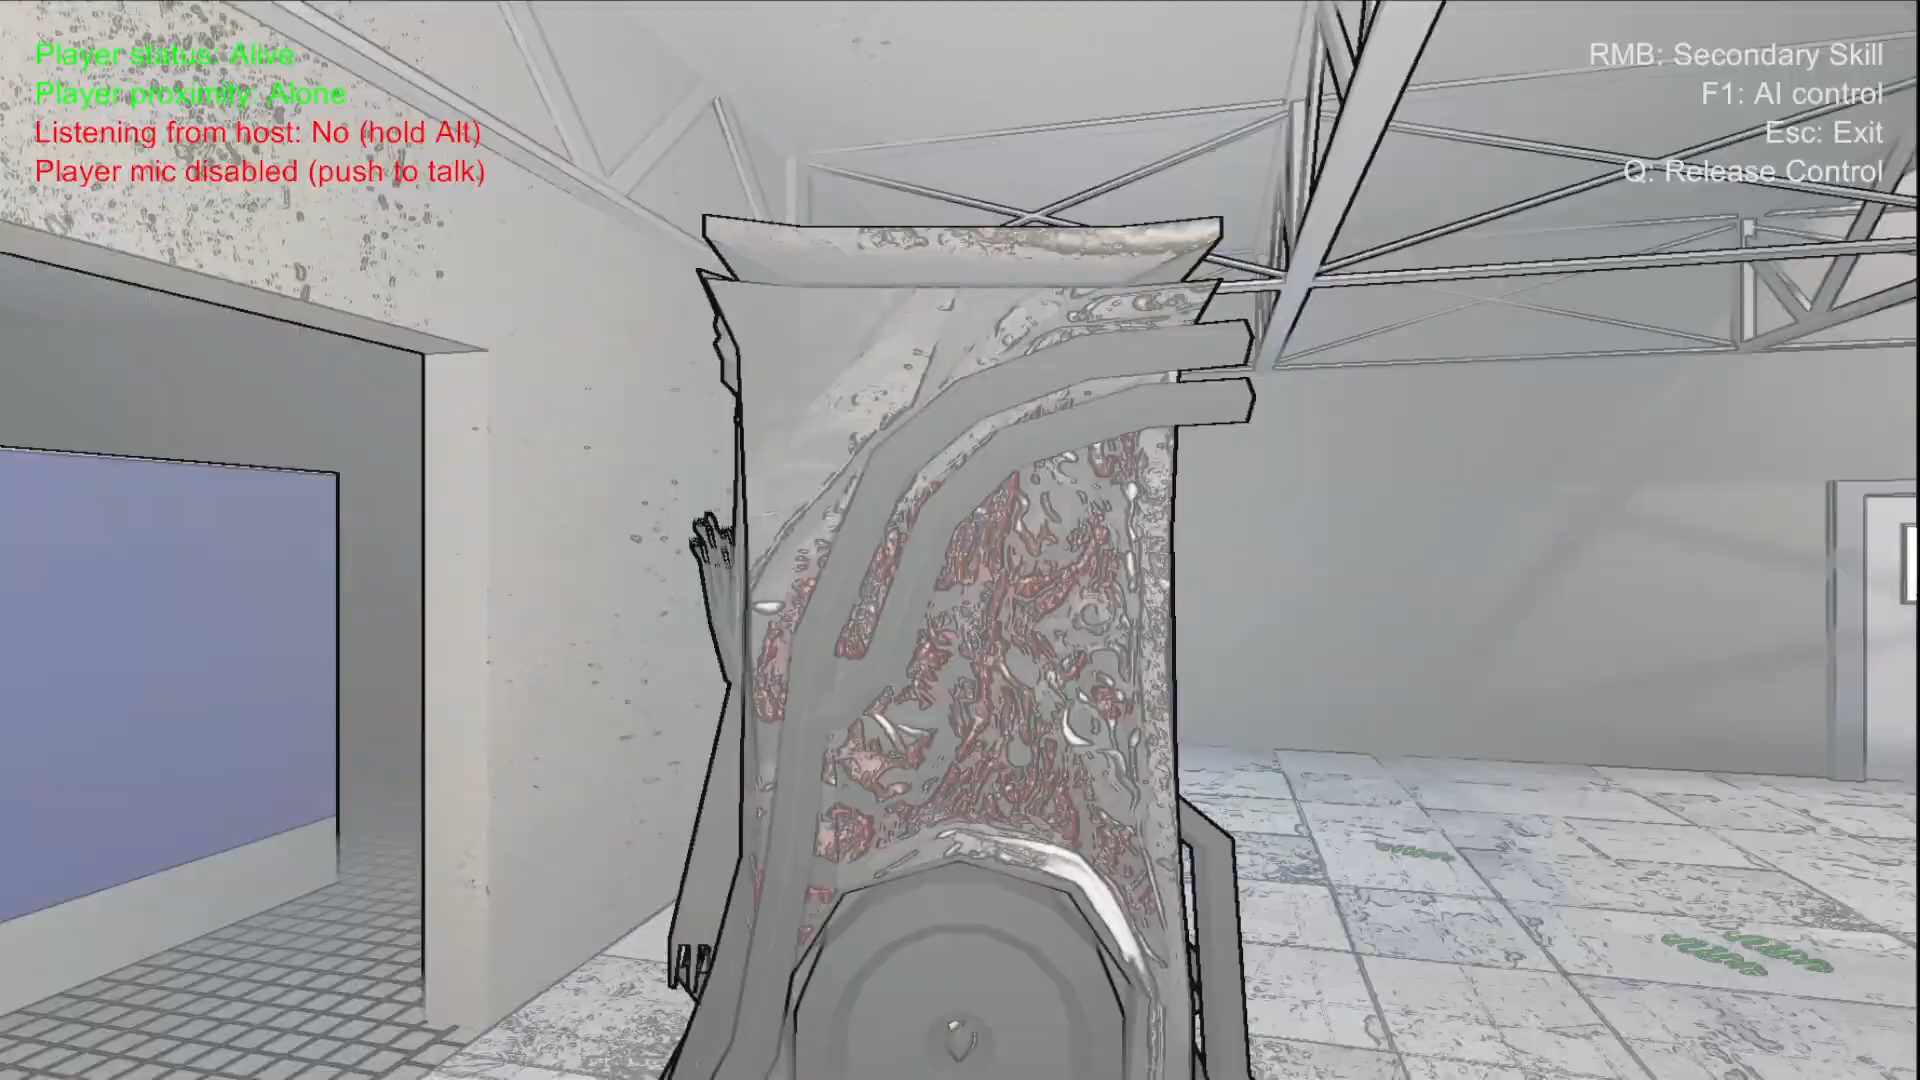 Player status: Alive
Player proximity: Alone
Listening from host: No (hold Alt)
Player mic disabled (push to talk)
RMB: Secondary Skill
F1: AI control
Esc: Exit
Q: Release Control